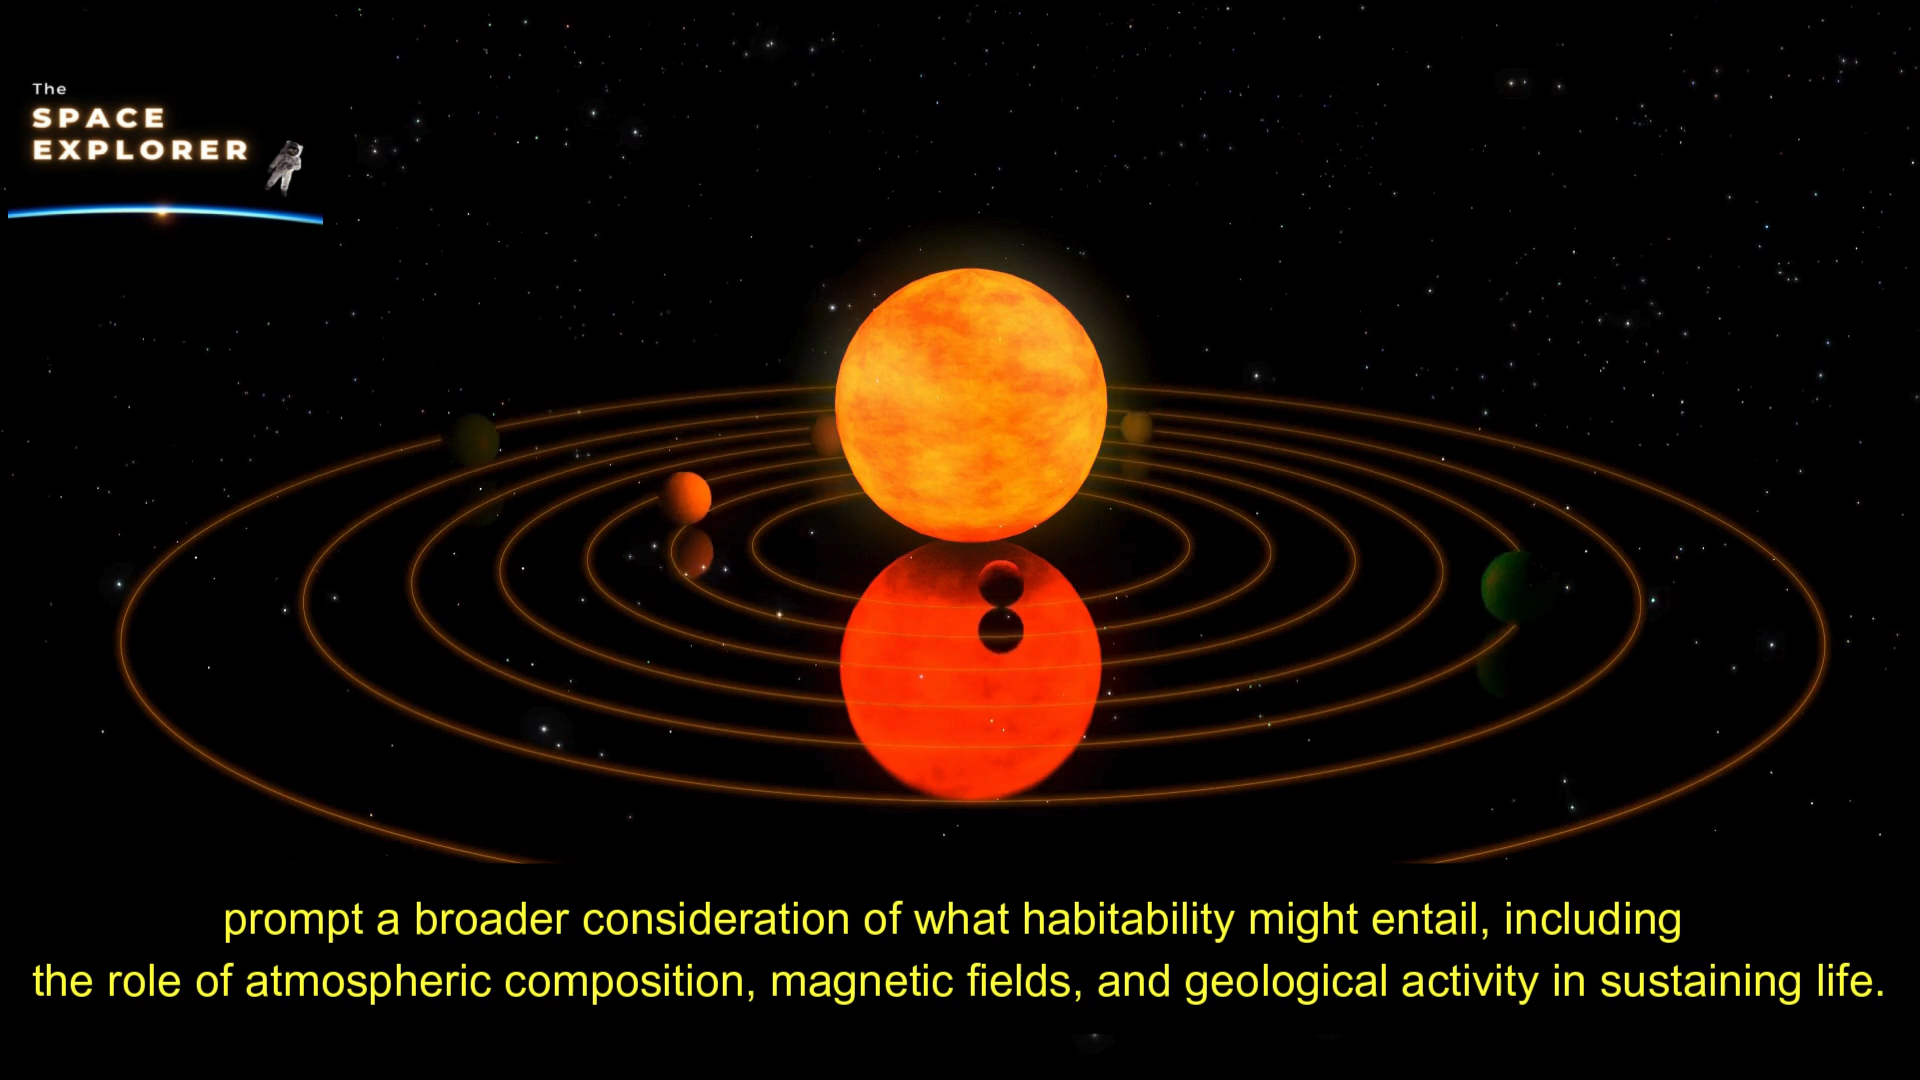 The
SPACE
EXPLORER
prompt a broader consideration of what habitability might entail, including
the role of atmospheric composition, magnetic fields, and geological activity in sustaining life.